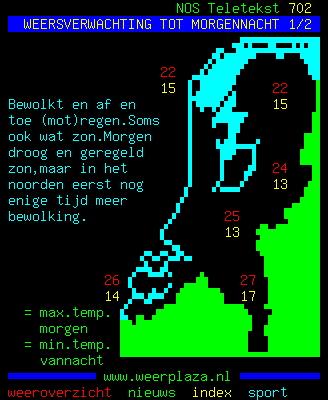 NOS Teletekst 702
WEERSVERWACHTING TOT MORGENNACHT 1/2
22
15
22
15
Bewolkt en af en
toe (mot)regen.Soms
ook wat zon.Morgen
droog en geregeld
zon,maar in het
noorden eerst nog
enige tijd meer
bewolking.
24
13
25
13
26
14
27
17
= max.temp.
morgen
= min.temp.
vannacht
www.weerplaza.nl
weeroverzicht nieuws index sport